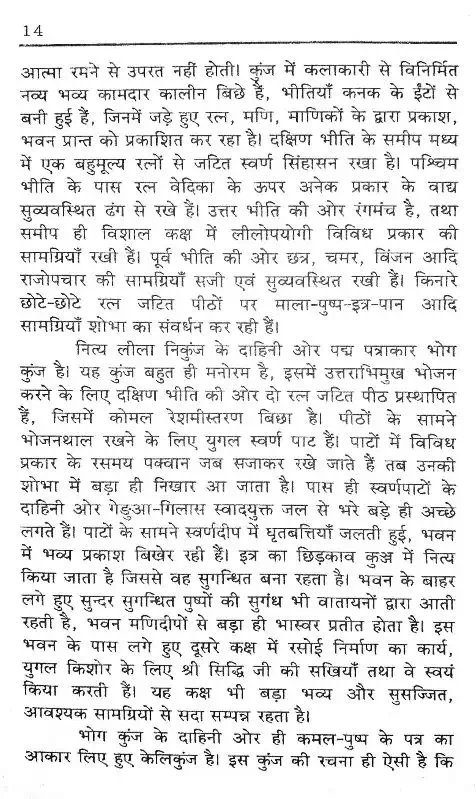 14
आत्मा रमने से उपरत नहीं होती। कुंज में कलाकारी से विनिर्मित
नव्य भव्य कामदार कालीन बिछे हैं, भीतियाँ कनक के ईंटों से
बनी हुई हैं, जिनमें जड़े हुए रत्न, मणि, माणिकों के द्वारा प्रकाश,
भवन प्रान्त को प्रकाशित कर रहा है। दक्षिण भीति के समीप मध्य
में एक बहुमूल्य रत्नों से जटित स्वर्ण सिंहासन रखा है। पश्चिम
भीति के पास रत्न वेदिका के ऊपर अनेक प्रकार के वाद्य
सुव्यवस्थित ढंग से रखे हैं। उत्तर भीति की ओर रंगमंच है, तथा
समीप ही विशाल कक्ष में लीलोपयोगी विविध प्रकार की
सामग्रियाँ रखी हैं। पूर्व भीति की ओर छत्र, चमर, विंजन आदि
राजोपचार की सामग्रियाँ सजी एवं सुव्यवस्थित रखी हैं। किनारे
छोटे-छोटे रत्न जटित पीठों पर माला-पुष्प-इत्र-पान आदि
सामग्रियाँ शोभा का संवर्धन कर रही हैं।
नित्य लीला निकुंज के दाहिनी ओर पद्म पत्राकार भोग
कुंज है। यह कुंज बहुत ही मनोरम है, इसमें उत्तराभिमुख भोजन
करने के लिए दक्षिण भीति की ओर दो रत्न जटित पीठ प्रस्थापित
हैं, जिसमें कोमल रेशमीस्तरण बिछा है। पीठों के सामने
भोजनथाल रखने के लिए युगल स्वर्ण पाट हैं। पाटों में विविध
प्रकार के रसमय पक्वान जब सजाकर रखे जाते हैं तब उनकी
शोभा में बड़ा ही निखार आ जाता है। पास ही स्वर्णपाटों के
दाहिनी ओर गेडुआ-गिलास स्वादयुक्त जल से भरे बड़े ही अच्छे
लगते हैं। पाटों के सामने स्वर्णदीप में घृतबत्तियाँ जलती हुई, भवन
में भव्य प्रकाश बिखेर रही हैं। इत्र का छिड़काव कुञ्ज में नित्य
किया जाता है जिससे वह सुगन्धित बना रहता है। भवन के बाहर
लगे हुए सुन्दर सुगन्धित पुष्पों की सुगंध भी वातायनों द्वारा आती
रहती है, भवन मणिदीपों से बड़ा ही भास्वर प्रतीत होता है। इस
भवन के पास लगे हुए दूसरे कक्ष में रसोई निर्माण का कार्य,
युगल किशोर के लिए श्री सिद्धि जी की सखियाँ तथा वे स्वयं
किया करती हैं। यह कक्ष भी बड़ा भव्य और सुसज्जित,
आवश्यक सामग्रियों से सदा सम्पन्न रहता है।
भोग कुंज के दाहिनी ओर ही कमल-पुष्प के पत्र का
आकार लिए हुए केलिकुंज है। इस कुंज की रचना ही ऐसी है कि